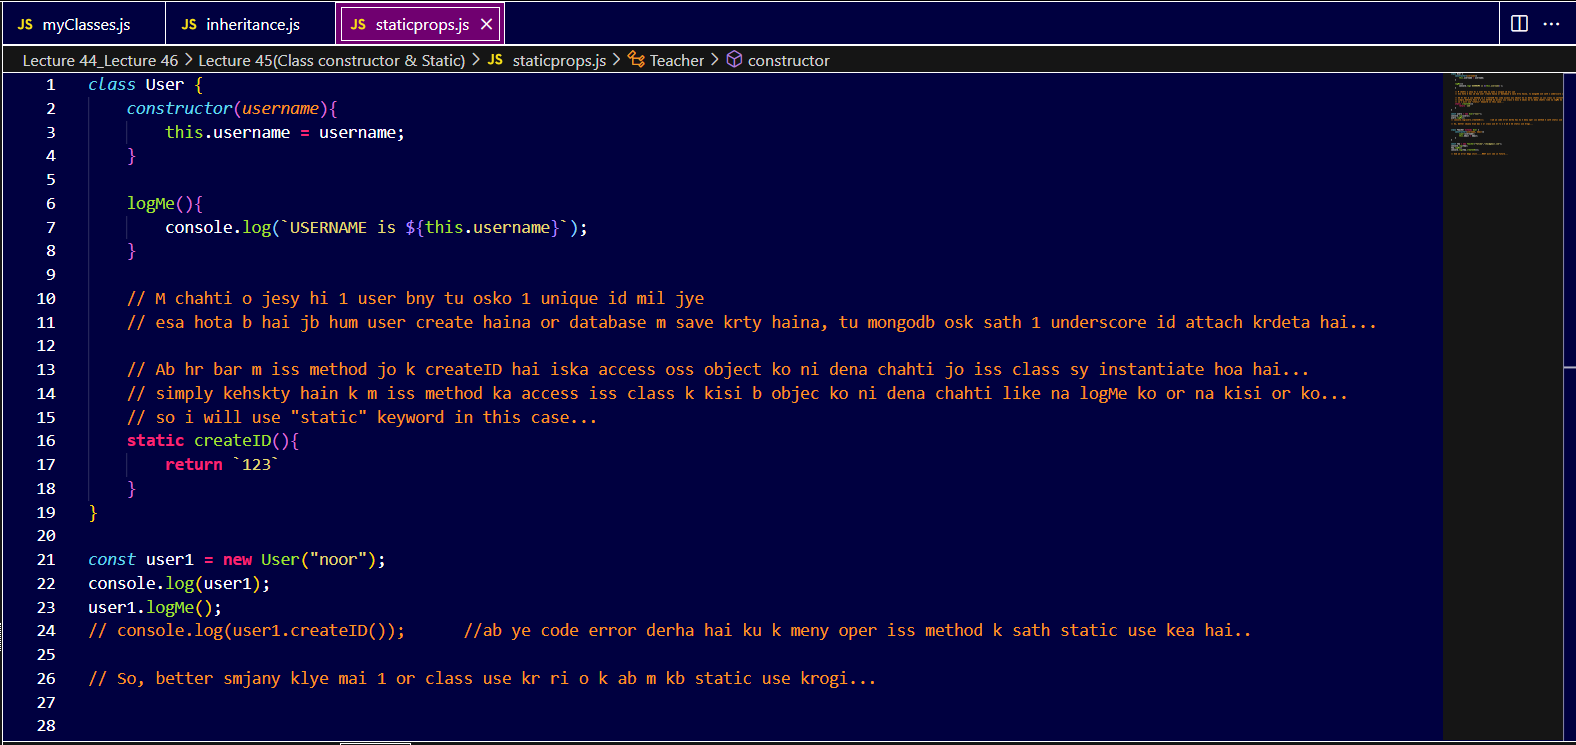 JS myClasses.js JS inheritance.js JS staticprops.js
Lecture 44_Lecture 46 > Lecture 45(Class constructor & Static) > JS staticprops.js > Teacher > constructor
1 class User {
2 constructor(username){
3 this.username = username;
4 }
5
6 logMe(){
7 console.log(`USERNAME is ${this.username}`);
8 }
9
10 // M chahti o jesy hi 1 user bny tu osko 1 unique id mil jye
11 // esa hota b hai jb hum user create haina or database m save krty haina, tu mongodb osk sath 1 underscore id attach krdeta hai...
12
13 // Ab hr bar m iss method jo k createID hai iska access oss object ko ni dena chahti jo iss class sy instantiate hoa hai...
14 // simply kehskty hain k m iss method ka access iss class k kisi b objec ko ni dena chahti like na logMe ko or na kisi or ko...
15 // so i will use "static" keyword in this case...
16 static createID(){
17 return `123`
18 }
19 }
20
21 const user1 = new User("noor");
22 console.log(user1);
23 user1.logMe();
24 // console.log(user1.createID()); //ab ye code error derha hai ku k meny oper iss method k sath static use kea hai..
25
26 // So, better smjany klye mai 1 or class use kr ri o k ab m kb static use krogi...
27
28